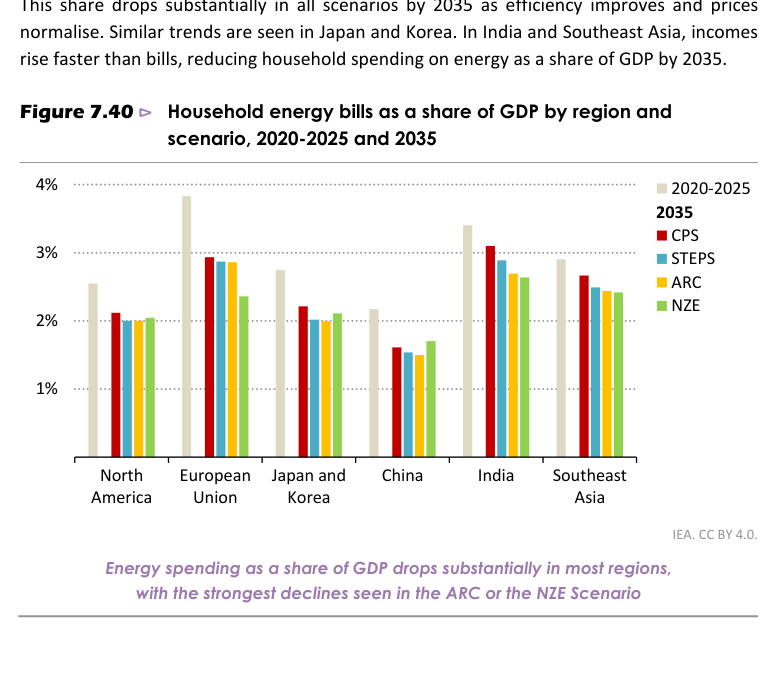 This share drops substantially in all scenarios by 2035 as efficiency improves and prices
normalise. Similar trends are seen in Japan and Korea. In India and Southeast Asia, incomes
rise faster than bills, reducing household spending on energy as a share of GDP by 2035.
Figure 7.40 ⊳ Household energy bills as a share of GDP by region and
scenario, 2020-2025 and 2035
4%
3%
2%
1%
2020-2025
2035
CPS
STEPS
ARC
NZE
North
America
European
Union
Japan and
Korea
China
India
Southeast
Asia
IEA. CC BY 4.0.
Energy spending as a share of GDP drops substantially in most regions,
with the strongest declines seen in the ARC or the NZE Scenario